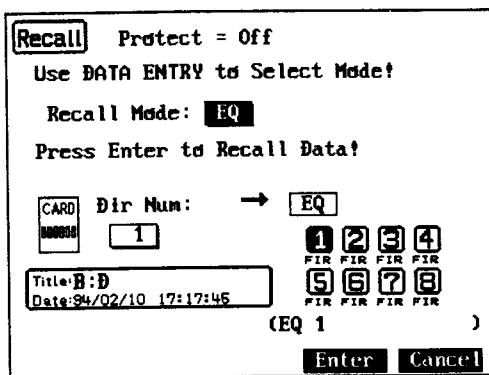 Recall Protect = Off
Use DATA ENTRY to Select Mode!
Recall Mode: EQ
Press Enter to Recall Data!
CARD Dir Num: → EQ
1
1 2 3 4
FIR FIR FIR FIR
5 6 7 8
FIR FIR FIR FIR
Title:B:D
Date:94/02/10 17:17:46
(EQ 1 )
Enter Cancel